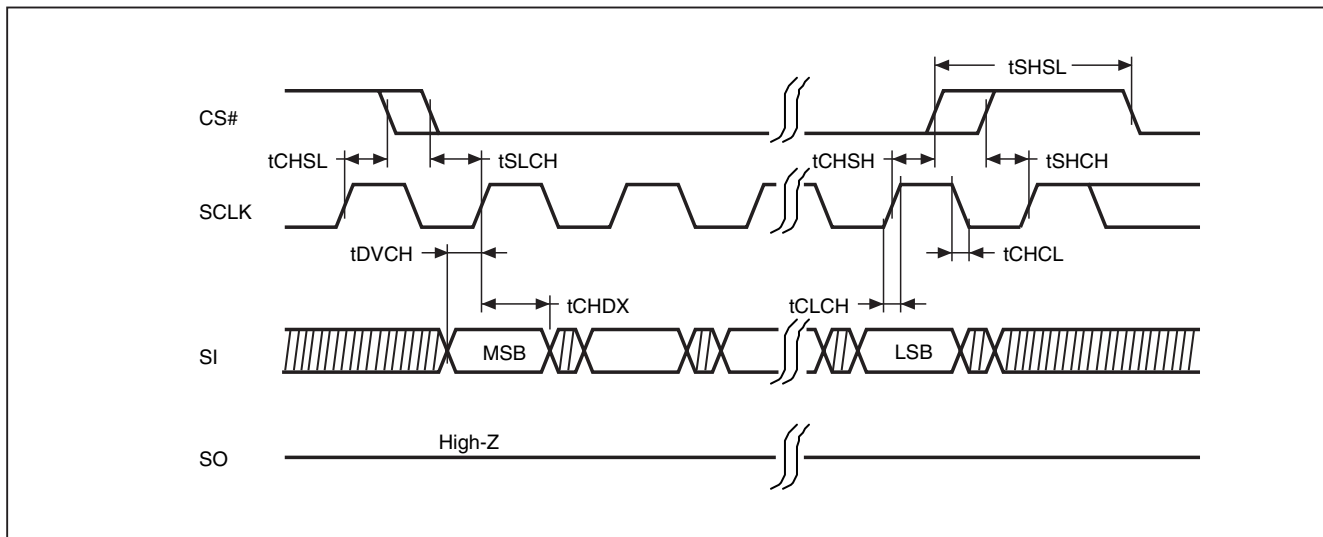 tSHSL
CS#
tCHSL
tSLCH
tCHSH
tSHCH
SCLK
tDVCH
tCHCL
tCHDX
tCLCH
SI
MSB
LSB
High-Z
SO